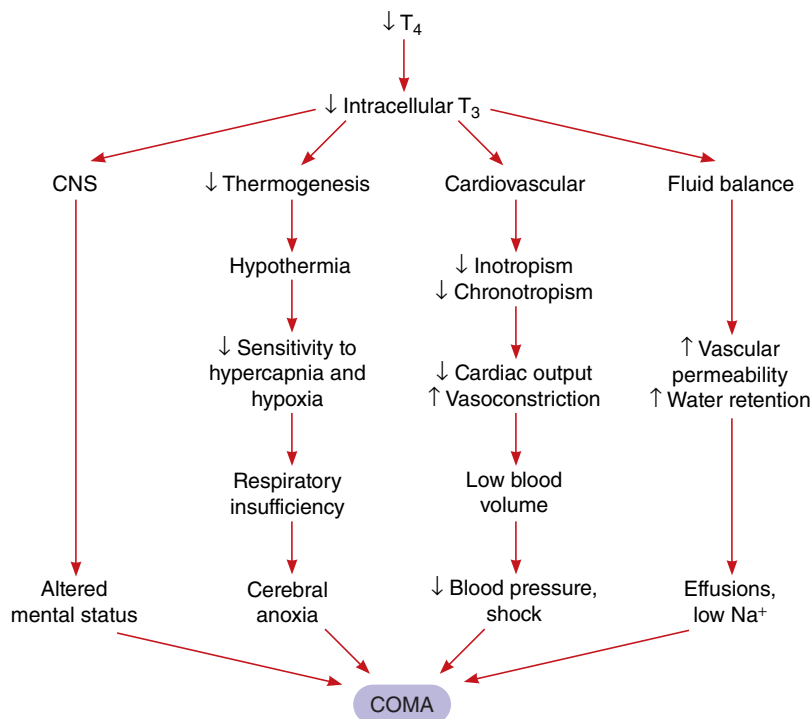 ↓ T₄
↓ Intracellular T₃
CNS
↓ Thermogenesis
Cardiovascular
Fluid balance
Hypothermia
↓ Inotropism
↓ Chronotropism
↓ Sensitivity to
hypercapnia and
hypoxia
↓ Cardiac output
↑ Vasoconstriction
↑ Vascular
permeability
↑ Water retention
Respiratory
insufficiency
Low blood
volume
Altered
mental status
Cerebral
anoxia
↓ Blood pressure,
shock
Effusions,
low Na⁺
COMA